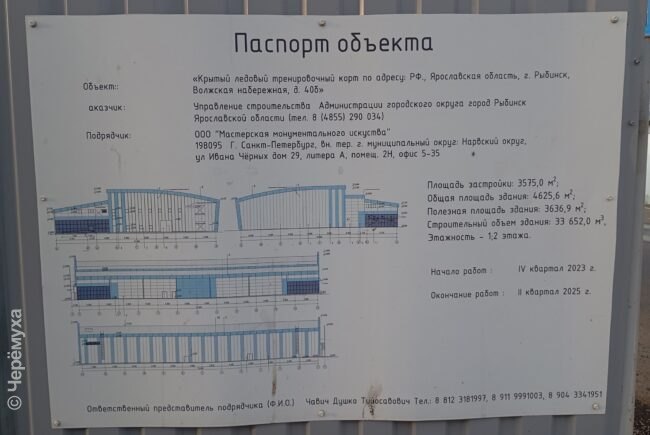 Паспорт объекта
Объект::
«Крытый ледовый тренировочный корт по адресу: РФ., Ярославская область, г. Рыбинск,
Волжская набережная, д. 40б»
аказчик:
Управление строительства Администрации городского округа город Рыбинск
Ярославской области (тел. 8 (4855) 290 034)
Подрядчик:
ООО "Мастерская монументального искуства"
198095 Г. Санкт-Петербург, вн. тер. г. муниципальный округ: Нарвский округ,
ул Ивана Чёрных дом 29, литера А, помещ. 2Н, офис 5-35
Площадь застройки: 3575,0 м²;
Общая площадь здания: 4625,6 м²;
Полезная площадь здания: 3636,9 м²;
Строительный объем здания: 33 652,0 м³,
Этажность - 1,2 этажа.
Начало работ : IV квартал 2023 г.
Окончание работ : II квартал 2025 г.
Ответственный представитель подрядчика (Ф.И.О.) Чавич Душко Тихосавович Тел.: 8 812 3181997, 8 911 9991003, 8 904 3341951
© Черёмуха